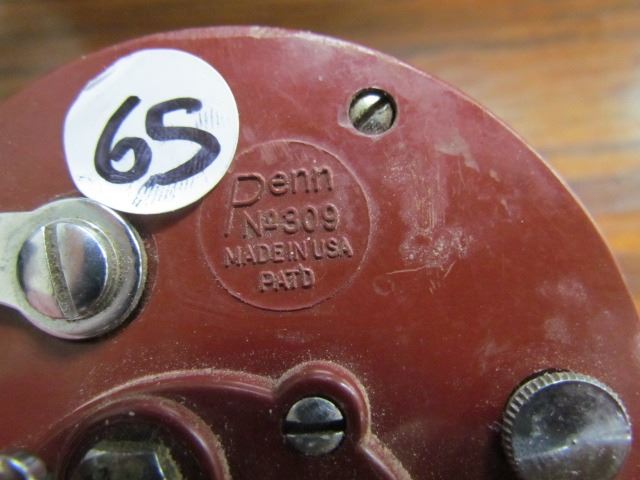 65
Penn
Nº 309
MADE IN USA
PAT'D